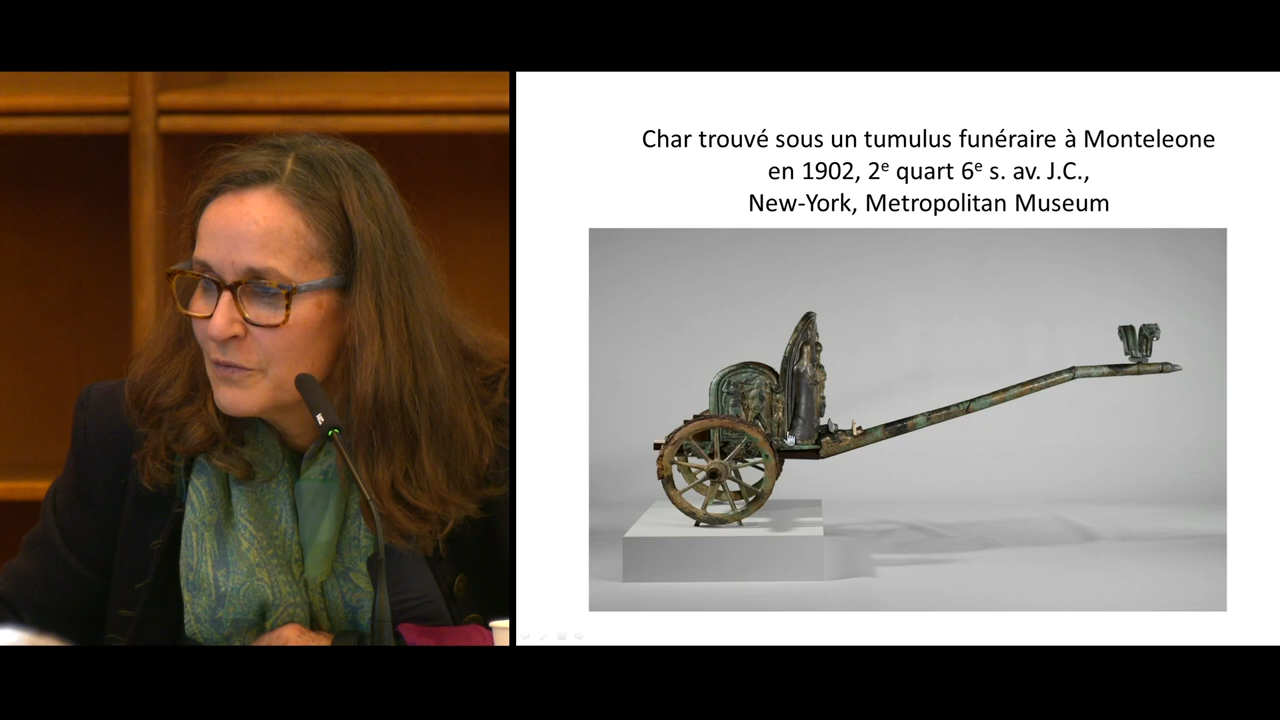 Char trouvé sous un tumulus funéraire à Monteleone
en 1902, 2e quart 6e s. av. J.C.,
New-York, Metropolitan Museum